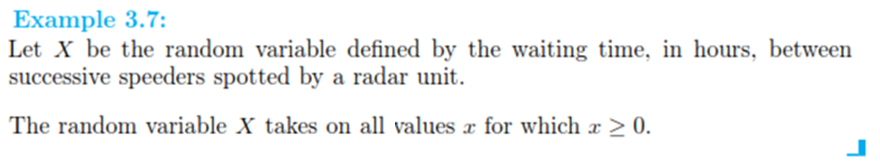 Example 3.7:
Let X be the random variable defined by the waiting time, in hours, between
successive speeders spotted by a radar unit.
The random variable X takes on all values x for which x ≥ 0.